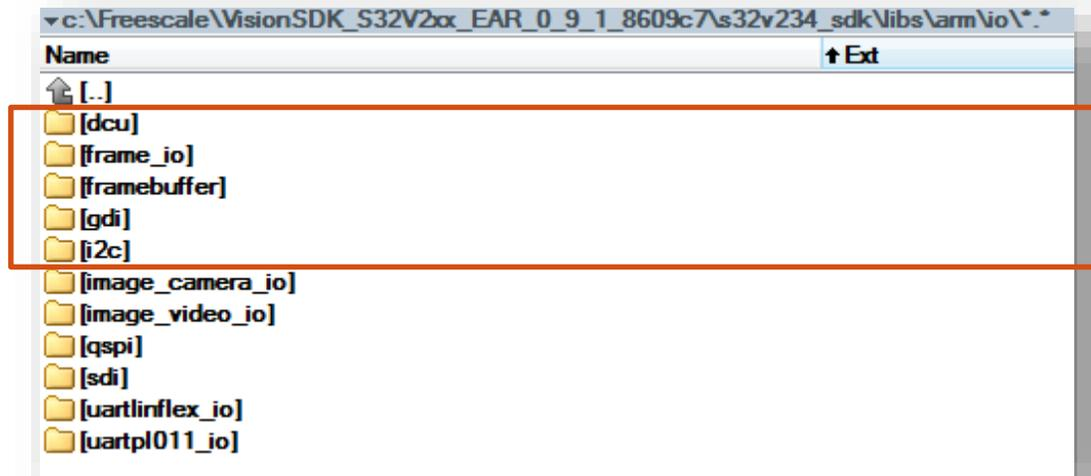 ▾c:\Freescale\VisionSDK_S32V2xx_EAR_0_9_1_8609c7\s32v234_sdk\libs\arm\io\*.*
Name ↑ Ext
[..]
[dcu]
[frame_io]
[framebuffer]
[gdi]
[i2c]
[image_camera_io]
[image_video_io]
[qspi]
[sdi]
[uartlinflex_io]
[uartpl011_io]